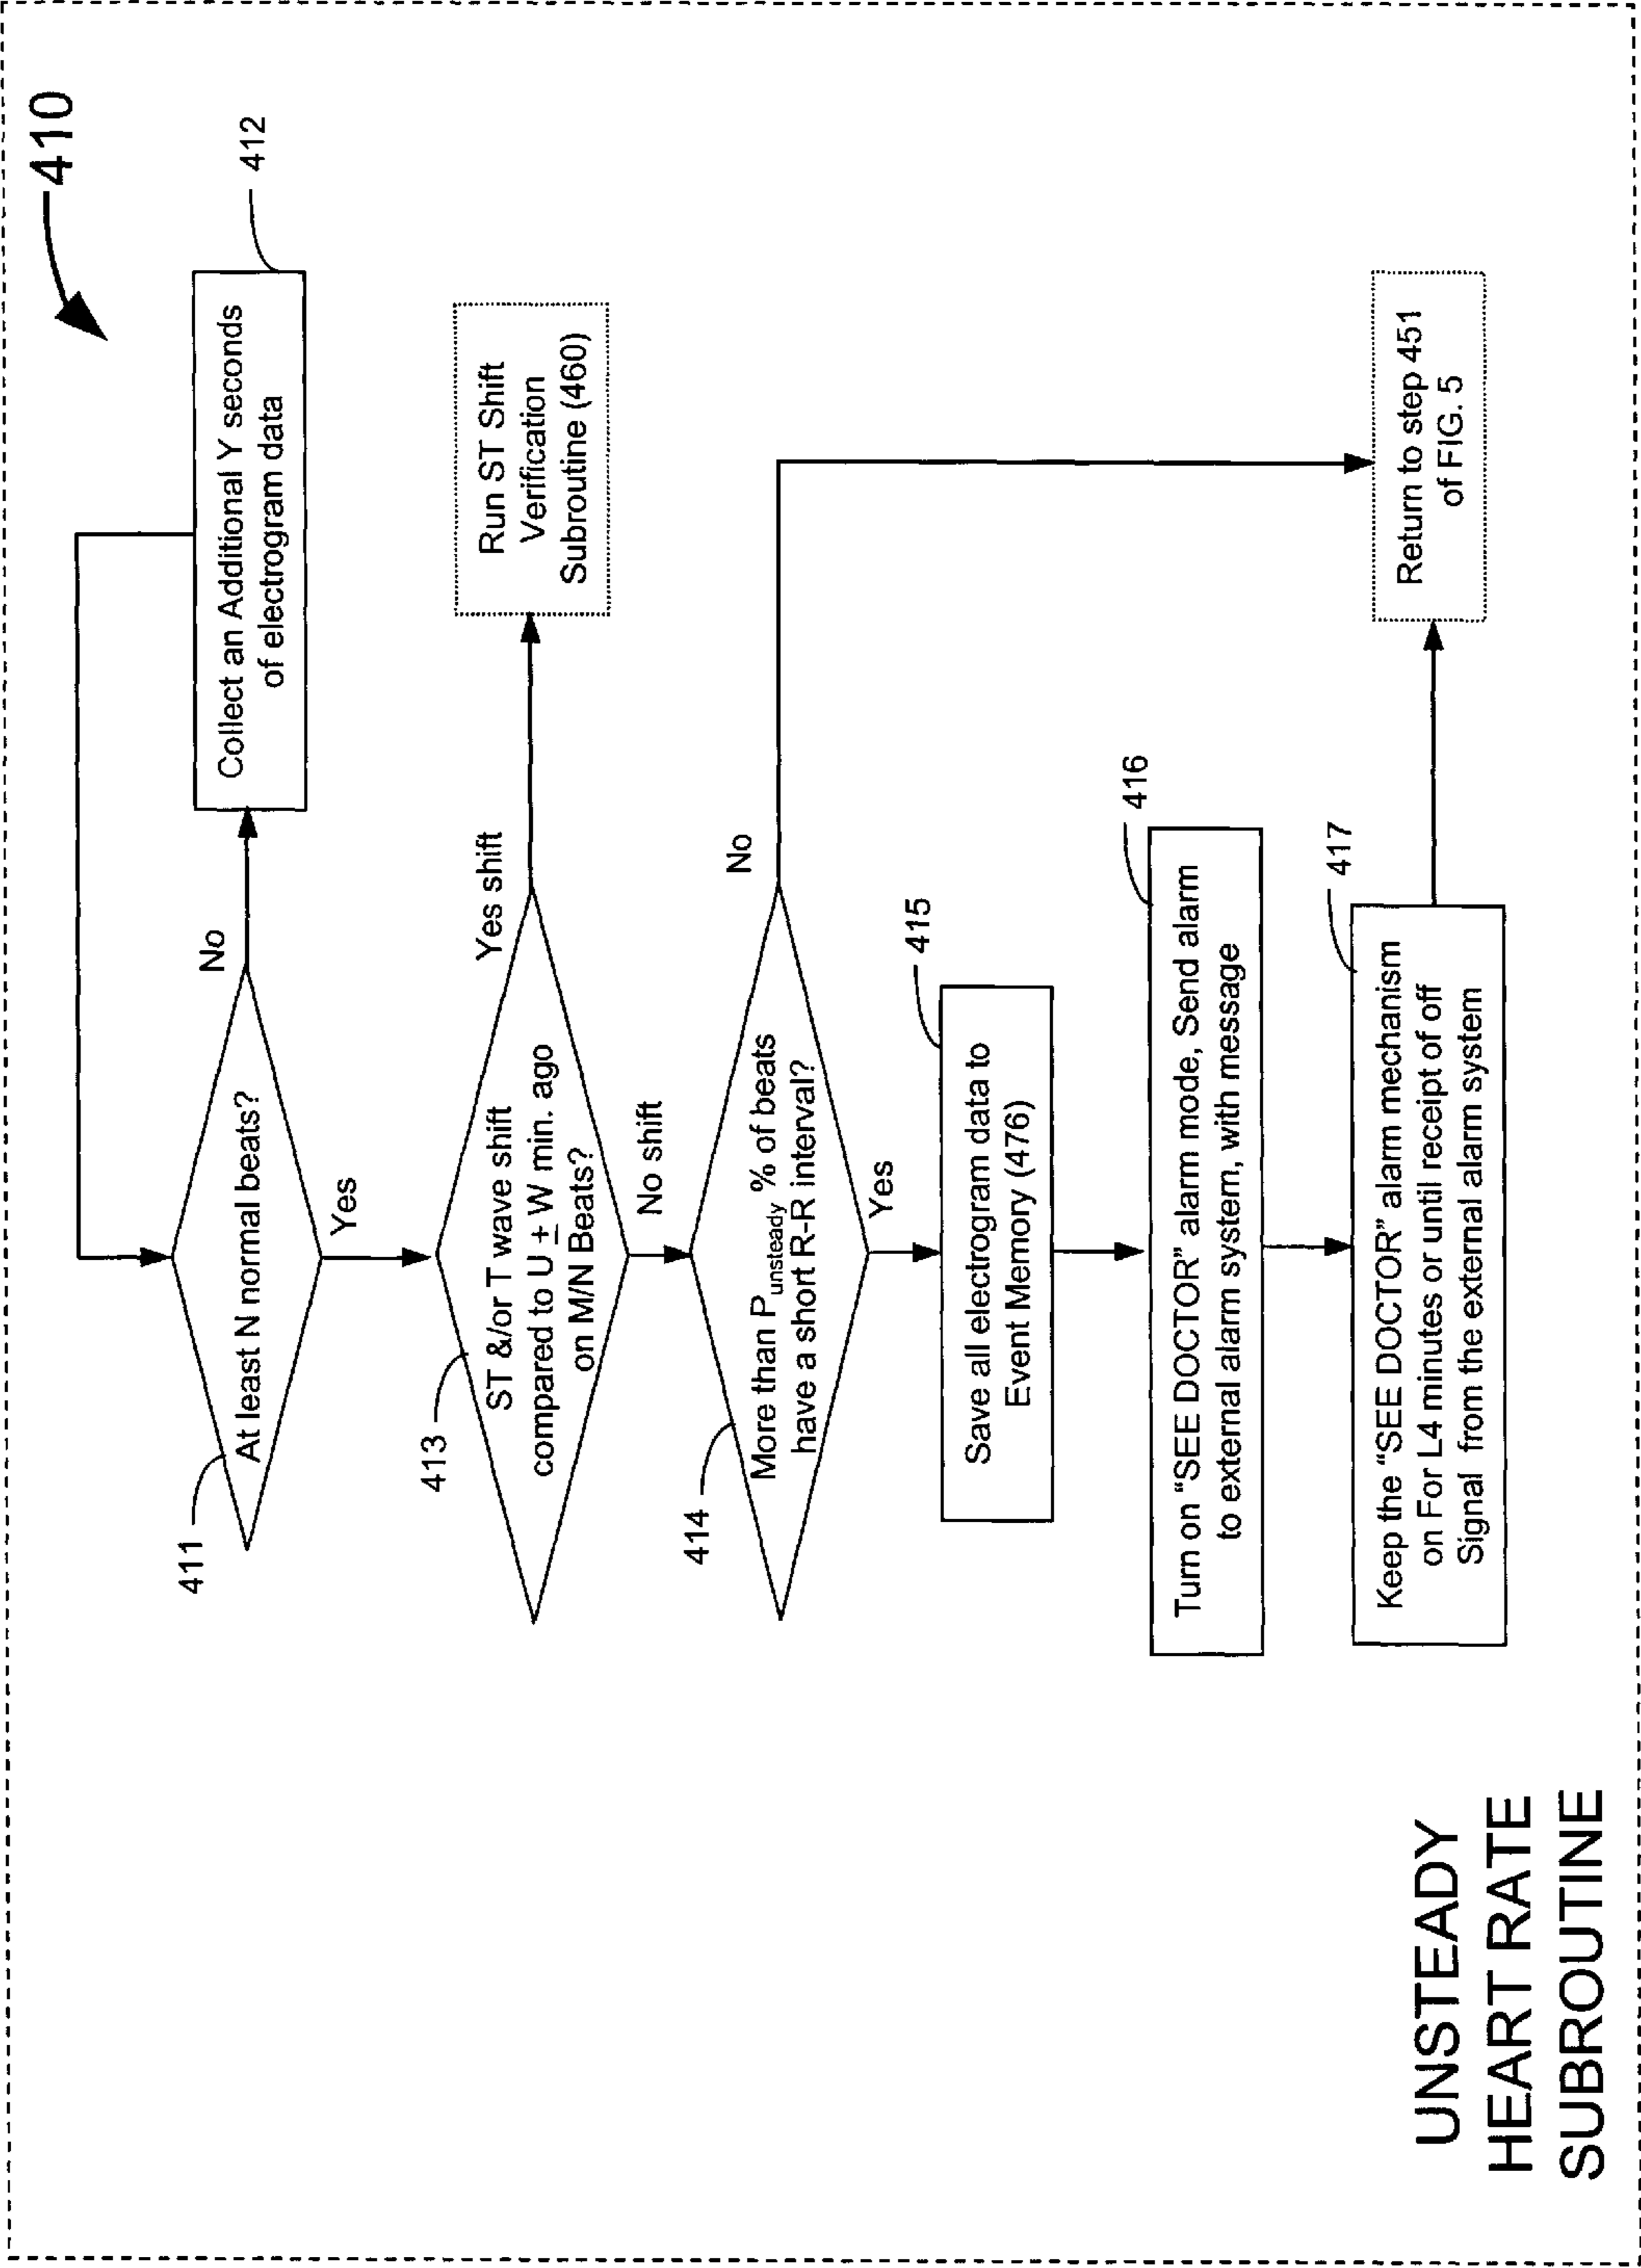 410
At least N normal beats?
411
No
Collect an Additional Y seconds
of electrogram data
412
Yes
413
ST &/or T wave shift
compared to U ± W min. ago
on M/N Beats?
Yes shift
Run ST Shift
Verification
Subroutine (460)
No shift
414
More than Punsteady % of beats
have a short R-R interval?
No
Yes
415
Save all electrogram data to
Event Memory (476)
416
Turn on “SEE DOCTOR” alarm mode, Send alarm
to external alarm system, with message
417
Keep the “SEE DOCTOR” alarm mechanism
on For L4 minutes or until receipt of off
Signal from the external alarm system
Return to step 451
of FIG. 5
UNSTEADY
HEART RATE
SUBROUTINE